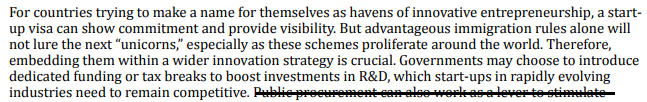 For countries trying to make a name for themselves as havens of innovative entrepreneurship, a start-
up visa can show commitment and provide visibility. But advantageous immigration rules alone will
not lure the next “unicorns,” especially as these schemes proliferate around the world. Therefore,
embedding them within a wider innovation strategy is crucial. Governments may choose to introduce
dedicated funding or tax breaks to boost investments in R&D, which start-ups in rapidly evolving
industries need to remain competitive. Public procurement can also work as a lever to stimulate